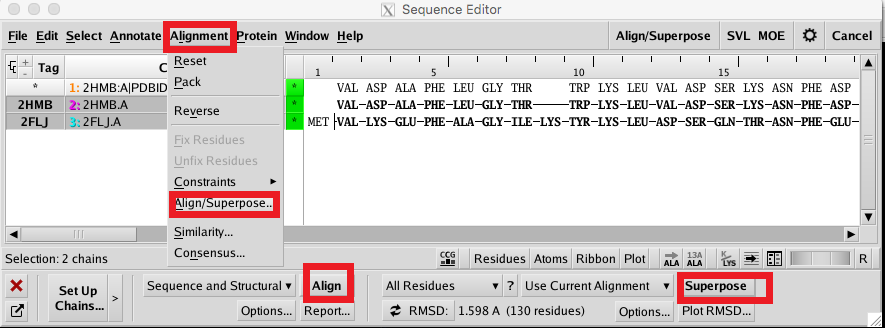 Sequence Editor
File Edit Select Annotate Alignment Protein Window Help Align/Superpose SVL MOE Cancel
Tag C 1 5 10 15
* 1: 2HMB:A|PDBID * VAL ASP ALA PHE LEU GLY THR TRP LYS LEU VAL ASP SER LYS ASN PHE ASP
2HMB 2: 2HMB.A * VAL—ASP—ALA—PHE—LEU—GLY—THR———TRP—LYS—LEU—VAL—ASP—SER—LYS—ASN—PHE—ASP—
2FLJ 3: 2FLJ.A * MET VAL—LYS—GLU—PHE—ALA—GLY—ILE—LYS—TYR—LYS—LEU—ASP—SER—GLN—THR—ASN—PHE—GLU—
Reset
Pack
Reverse
Fix Residues
Unfix Residues
Constraints
Align/Superpose...
Similarity...
Consensus...
Selection: 2 chains CCG Residues Atoms Ribbon Plot ALA 13A ALA K LYS R
Set Up Chains... > Sequence and Structural Align All Residues ? Use Current Alignment Superpose
Options... Report... RMSD: 1.598 A (130 residues) Options... Plot RMSD...